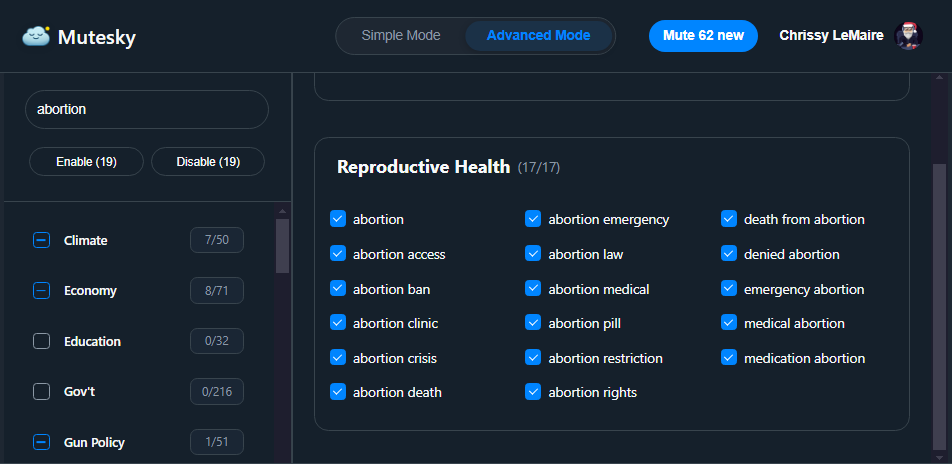 Mutesky
Simple Mode
Advanced Mode
Mute 62 new
Chrissy LeMaire
abortion
Enable (19)
Disable (19)
Climate 7/50
Economy 8/71
Education 0/32
Gov't 0/216
Gun Policy 1/51
Reproductive Health (17/17)
abortion abortion emergency death from abortion
abortion access abortion law denied abortion
abortion ban abortion medical emergency abortion
abortion clinic abortion pill medical abortion
abortion crisis abortion restriction medication abortion
abortion death abortion rights